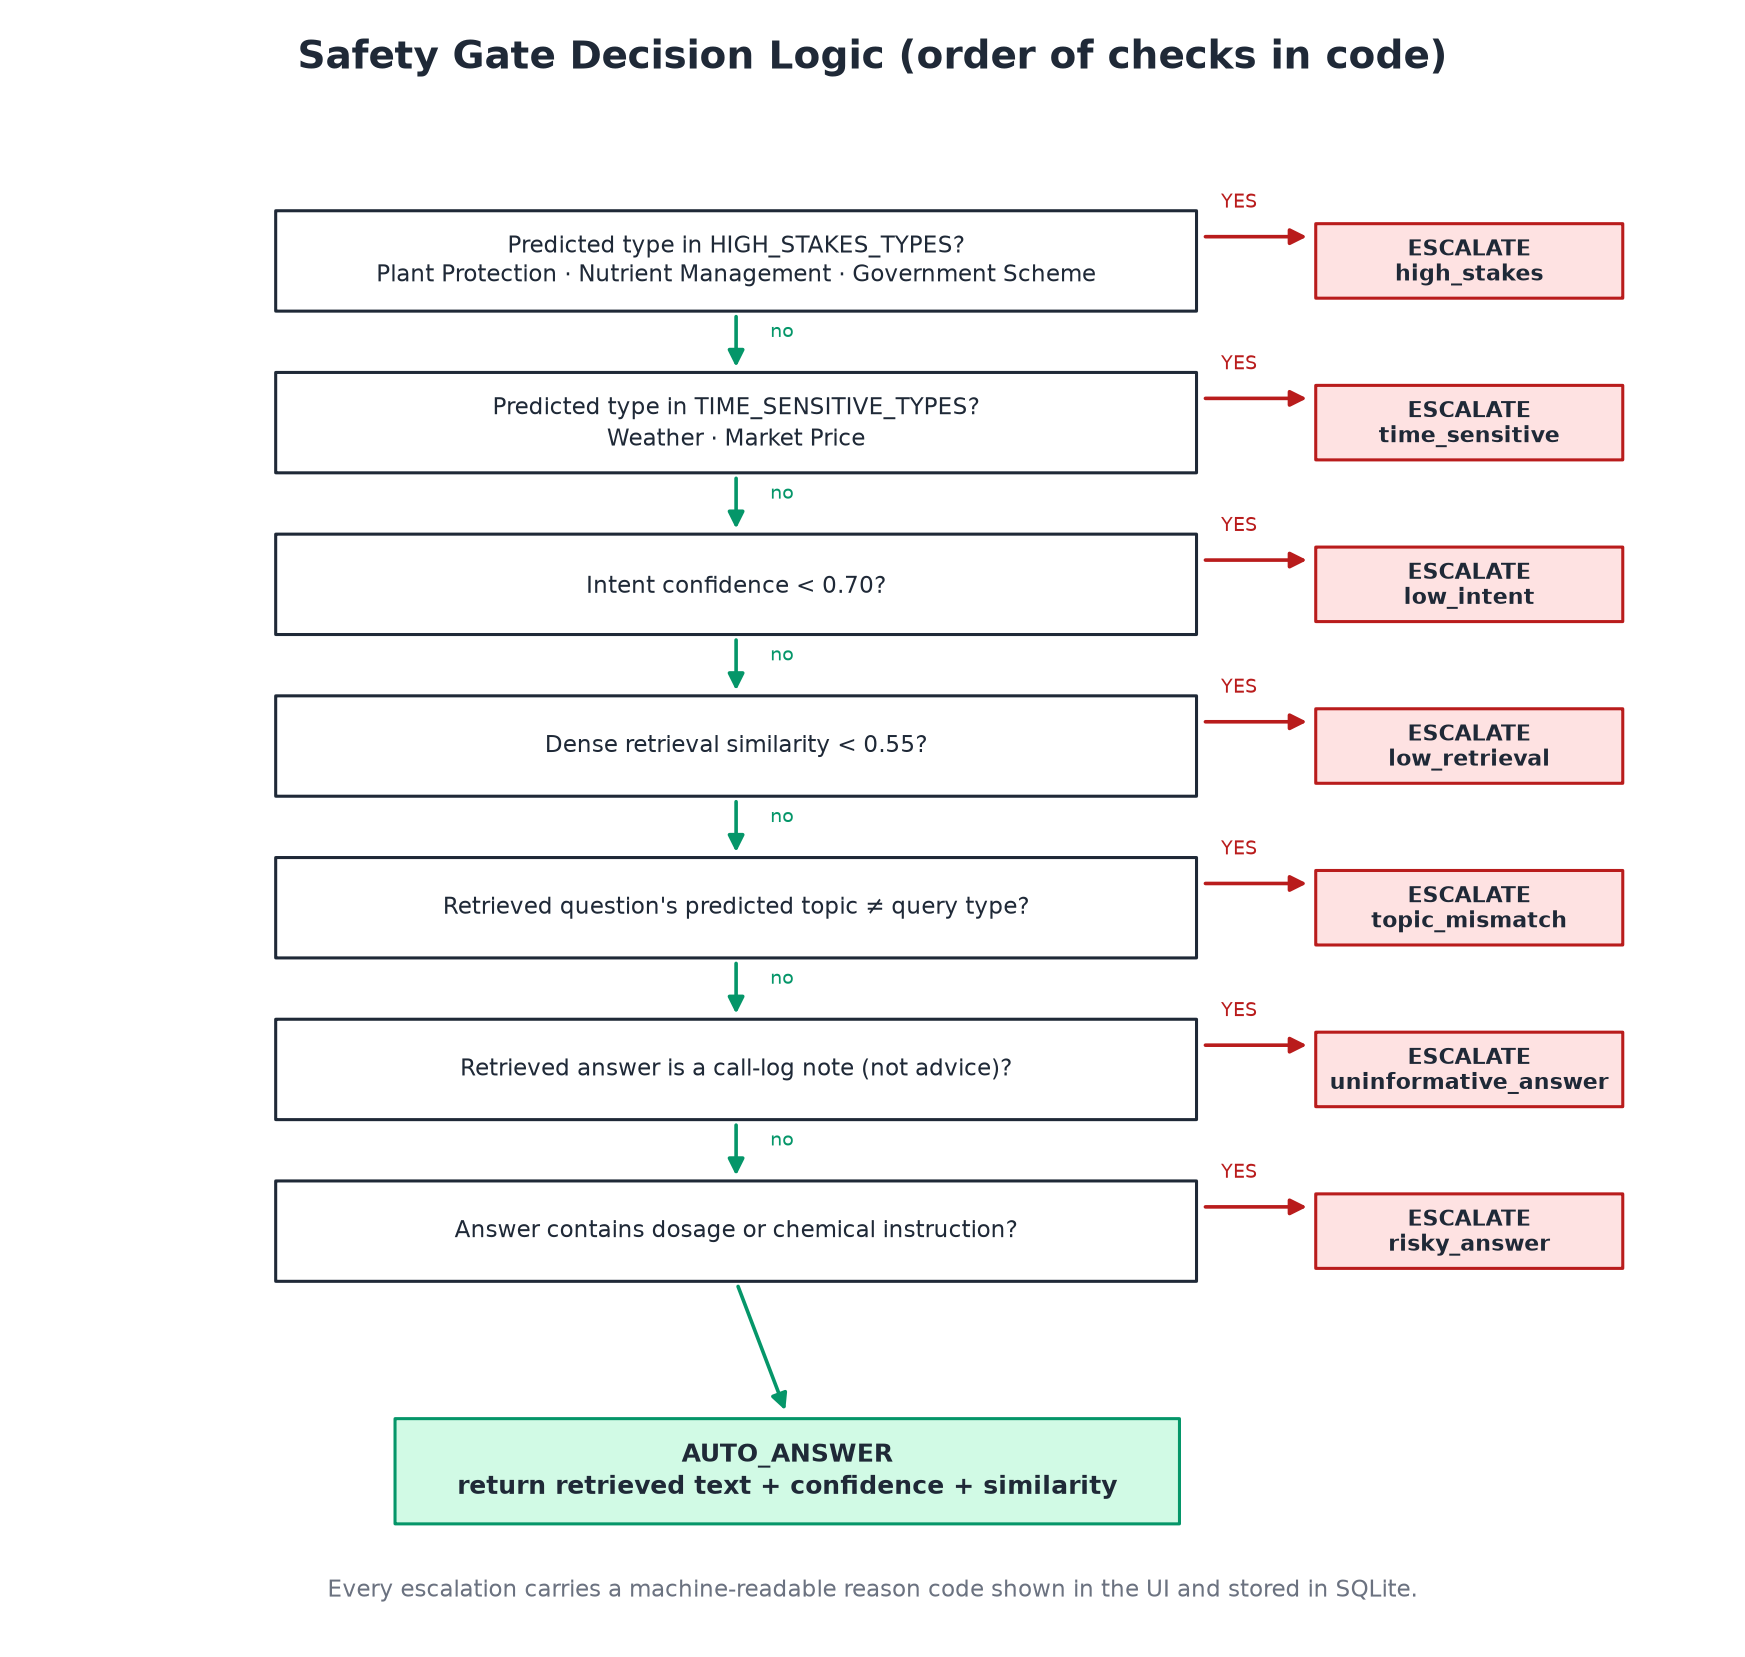 Safety Gate Decision Logic (order of checks in code)
YES
Predicted type in HIGH_STAKES_TYPES?
Plant Protection · Nutrient Management · Government Scheme
ESCALATE
high_stakes
no
YES
Predicted type in TIME_SENSITIVE_TYPES?
Weather · Market Price
ESCALATE
time_sensitive
no
YES
Intent confidence < 0.70?
ESCALATE
low_intent
no
YES
Dense retrieval similarity < 0.55?
ESCALATE
low_retrieval
no
YES
Retrieved question's predicted topic ≠ query type?
ESCALATE
topic_mismatch
no
YES
Retrieved answer is a call-log note (not advice)?
ESCALATE
uninformative_answer
no
YES
Answer contains dosage or chemical instruction?
ESCALATE
risky_answer
AUTO_ANSWER
return retrieved text + confidence + similarity
Every escalation carries a machine-readable reason code shown in the UI and stored in SQLite.